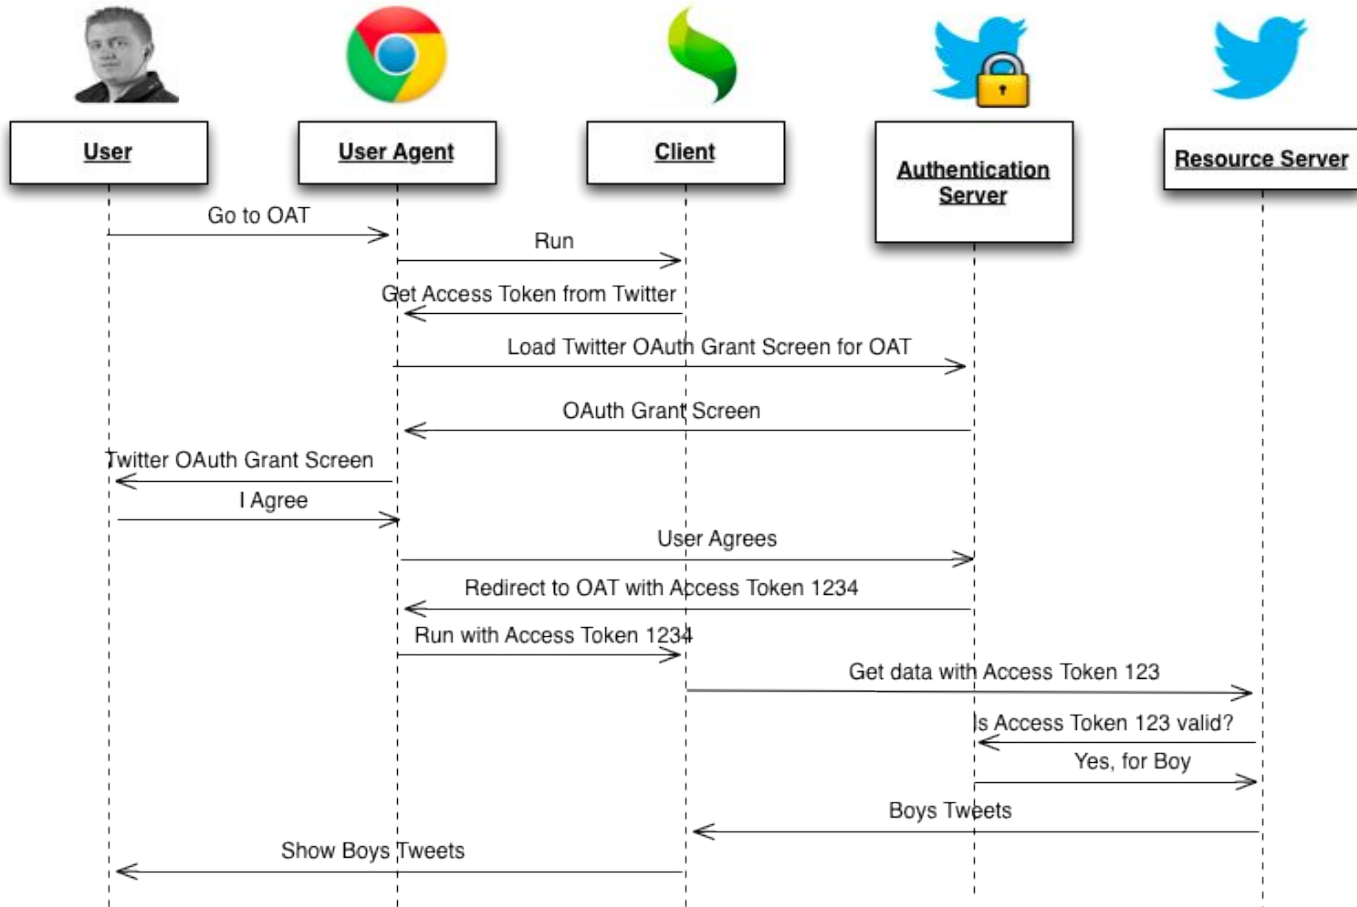 User
User Agent
Client
Authentication
Server
Resource Server
Go to OAT
Run
Get Access Token from Twitter
Load Twitter OAuth Grant Screen for OAT
OAuth Grant Screen
Twitter OAuth Grant Screen
I Agree
User Agrees
Redirect to OAT with Access Token 1234
Run with Access Token 1234
Get data with Access Token 123
Is Access Token 123 valid?
Yes, for Boy
Boys Tweets
Show Boys Tweets